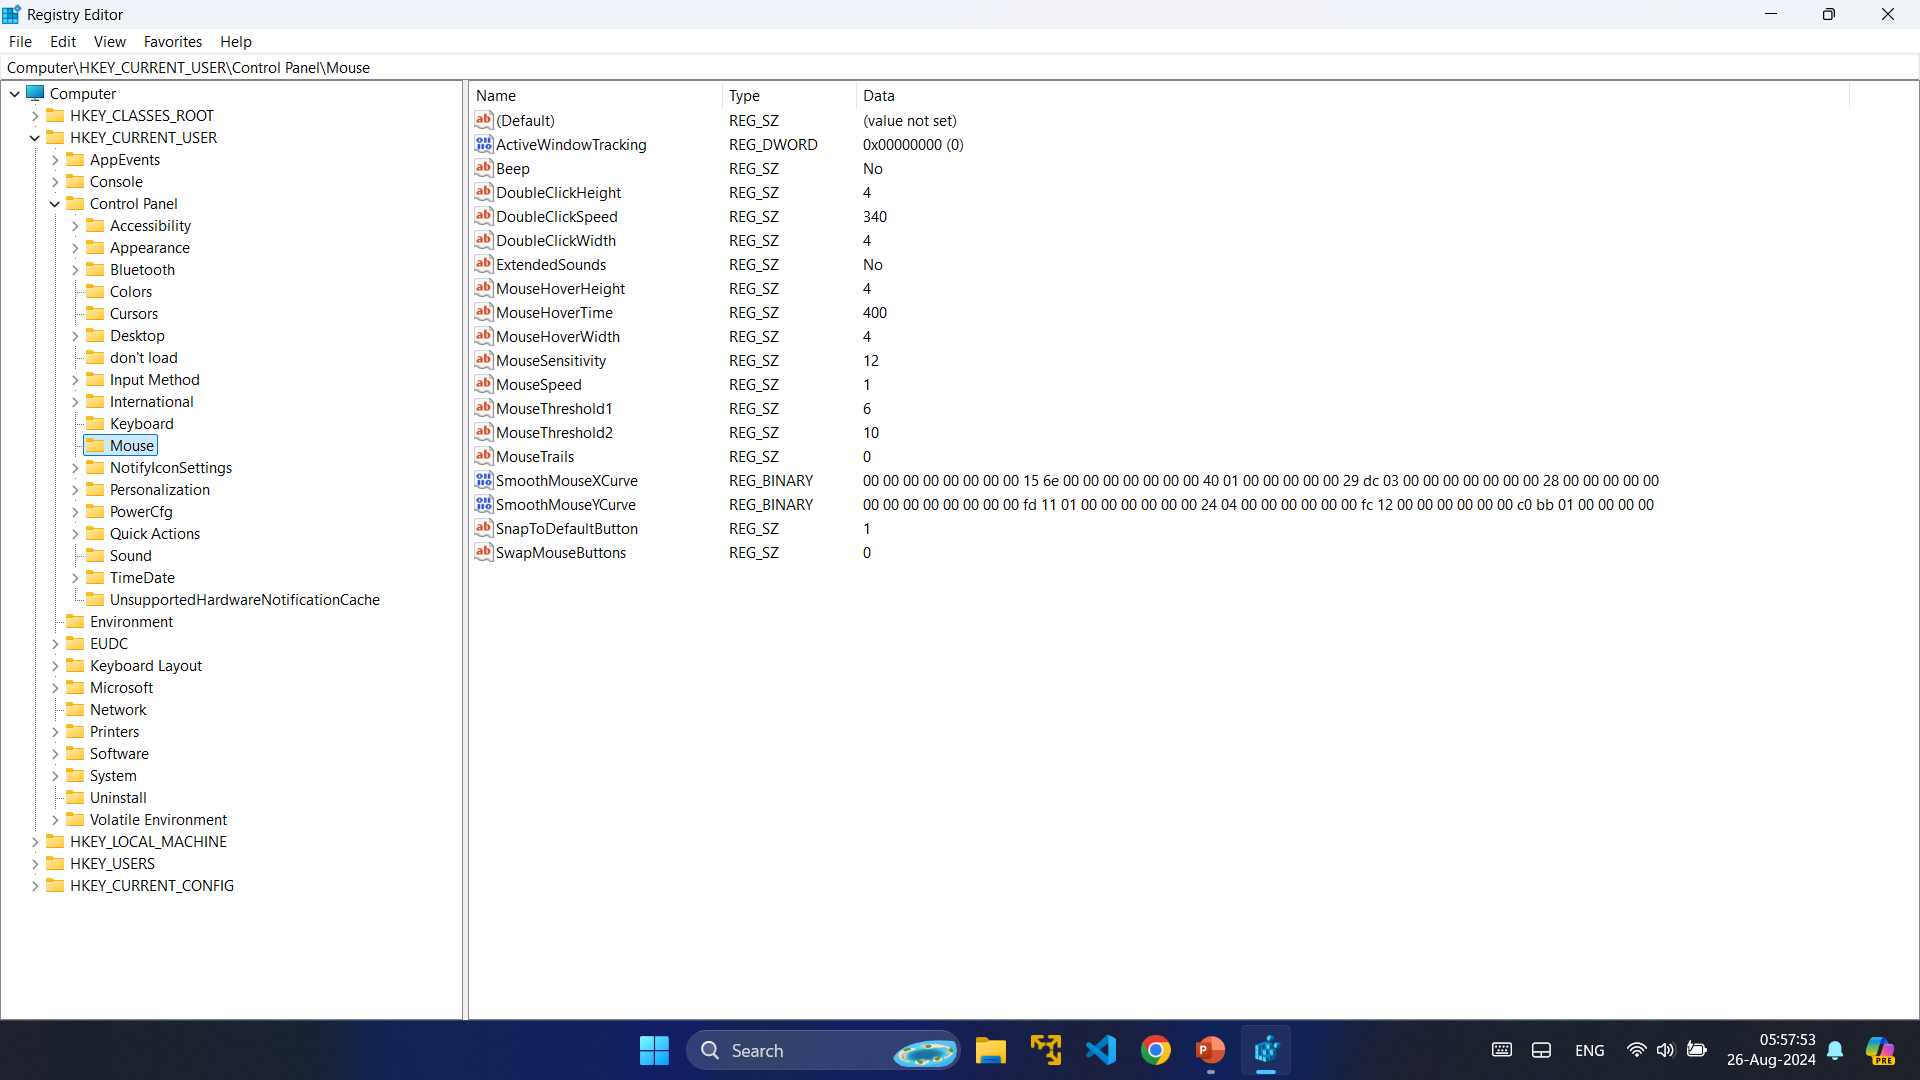 Registry Editor
File Edit View Favorites Help
Computer\HKEY_CURRENT_USER\Control Panel\Mouse
Computer
HKEY_CLASSES_ROOT
HKEY_CURRENT_USER
AppEvents
Console
Control Panel
Accessibility
Appearance
Bluetooth
Colors
Cursors
Desktop
don't load
Input Method
International
Keyboard
Mouse
NotifyIconSettings
Personalization
PowerCfg
Quick Actions
Sound
TimeDate
UnsupportedHardwareNotificationCache
Environment
EUDC
Keyboard Layout
Microsoft
Network
Printers
Software
System
Uninstall
Volatile Environment
HKEY_LOCAL_MACHINE
HKEY_USERS
HKEY_CURRENT_CONFIG
Name Type Data
(Default) REG_SZ (value not set)
ActiveWindowTracking REG_DWORD 0x00000000 (0)
Beep REG_SZ No
DoubleClickHeight REG_SZ 4
DoubleClickSpeed REG_SZ 340
DoubleClickWidth REG_SZ 4
ExtendedSounds REG_SZ No
MouseHoverHeight REG_SZ 4
MouseHoverTime REG_SZ 400
MouseHoverWidth REG_SZ 4
MouseSensitivity REG_SZ 12
MouseSpeed REG_SZ 1
MouseThreshold1 REG_SZ 6
MouseThreshold2 REG_SZ 10
MouseTrails REG_SZ 0
SmoothMouseXCurve REG_BINARY 00 00 00 00 00 00 00 00 15 6e 00 00 00 00 00 00 00 40 01 00 00 00 00 00 29 dc 03 00 00 00 00 00 00 00 28 00 00 00 00 00
SmoothMouseYCurve REG_BINARY 00 00 00 00 00 00 00 00 fd 11 01 00 00 00 00 00 00 24 04 00 00 00 00 00 00 fc 12 00 00 00 00 00 00 c0 bb 01 00 00 00 00
SnapToDefaultButton REG_SZ 1
SwapMouseButtons REG_SZ 0
Search
ENG
05:57:53
26-Aug-2024
PRE